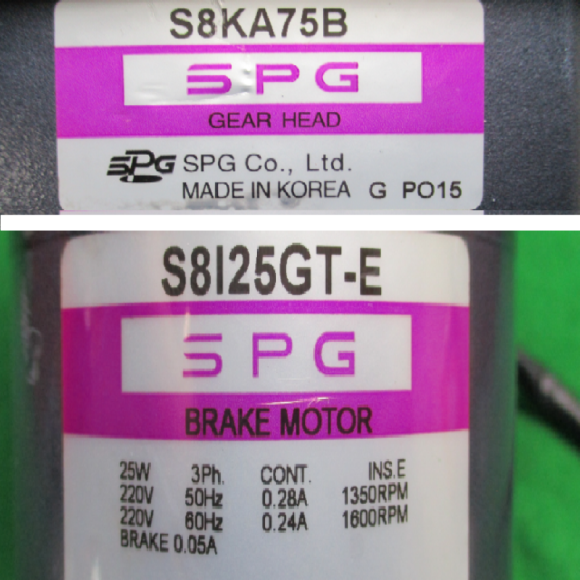 S8KA75B
SPG
GEAR HEAD
SPG SPG Co., Ltd.
MADE IN KOREA G PO15
S8I25GT-E
SPG
BRAKE MOTOR
25W 3Ph. CONT. INS.E
220V 50Hz 0.28A 1350RPM
220V 60Hz 0.24A 1600RPM
BRAKE 0.05A